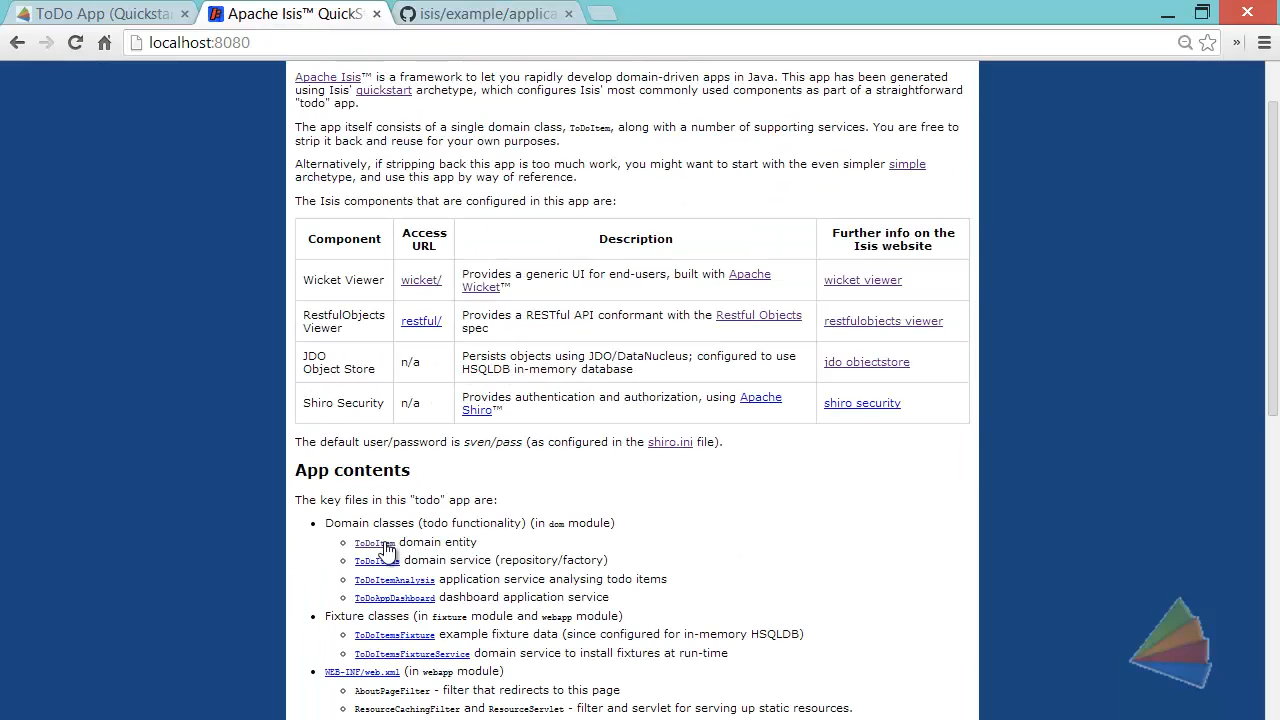 ToDo App (Quickstar
Apache Isis™ QuickS
isis/example/applica
localhost:8080
Apache Isis™ is a framework to let you rapidly develop domain-driven apps in Java. This app has been generated
using Isis' quickstart archetype, which configures Isis' most commonly used components as part of a straightforward
"todo" app.
The app itself consists of a single domain class, ToDoItem, along with a number of supporting services. You are free to
strip it back and reuse for your own purposes.
Alternatively, if stripping back this app is too much work, you might want to start with the even simpler simple
archetype, and use this app by way of reference.
The Isis components that are configured in this app are:
Component
Access
URL
Description
Further info on the
Isis website
Wicket Viewer
wicket/
Provides a generic UI for end-users, built with Apache
Wicket™
wicket viewer
RestfulObjects
Viewer
restful/
Provides a RESTful API conformant with the Restful Objects
spec
restfulobjects viewer
JDO
Object Store
n/a
Persists objects using JDO/DataNucleus; configured to use
HSQLDB in-memory database
jdo objectstore
Shiro Security
n/a
Provides authentication and authorization, using Apache
Shiro™
shiro security
The default user/password is sven/pass (as configured in the shiro.ini file).
App contents
The key files in this "todo" app are:
Domain classes (todo functionality) (in dom module)
ToDoItem domain entity
domain service (repository/factory)
ToDoItemAnalysis application service analysing todo items
ToDoAppDashboard dashboard application service
Fixture classes (in fixture module and webapp module)
ToDoItemsFixture example fixture data (since configured for in-memory HSQLDB)
ToDoItemsFixtureService domain service to install fixtures at run-time
WEB-INF/web.xml (in webapp module)
AboutPageFilter - filter that redirects to this page
ResourceCachingFilter and ResourceServlet - filter and servlet for serving up static resources.